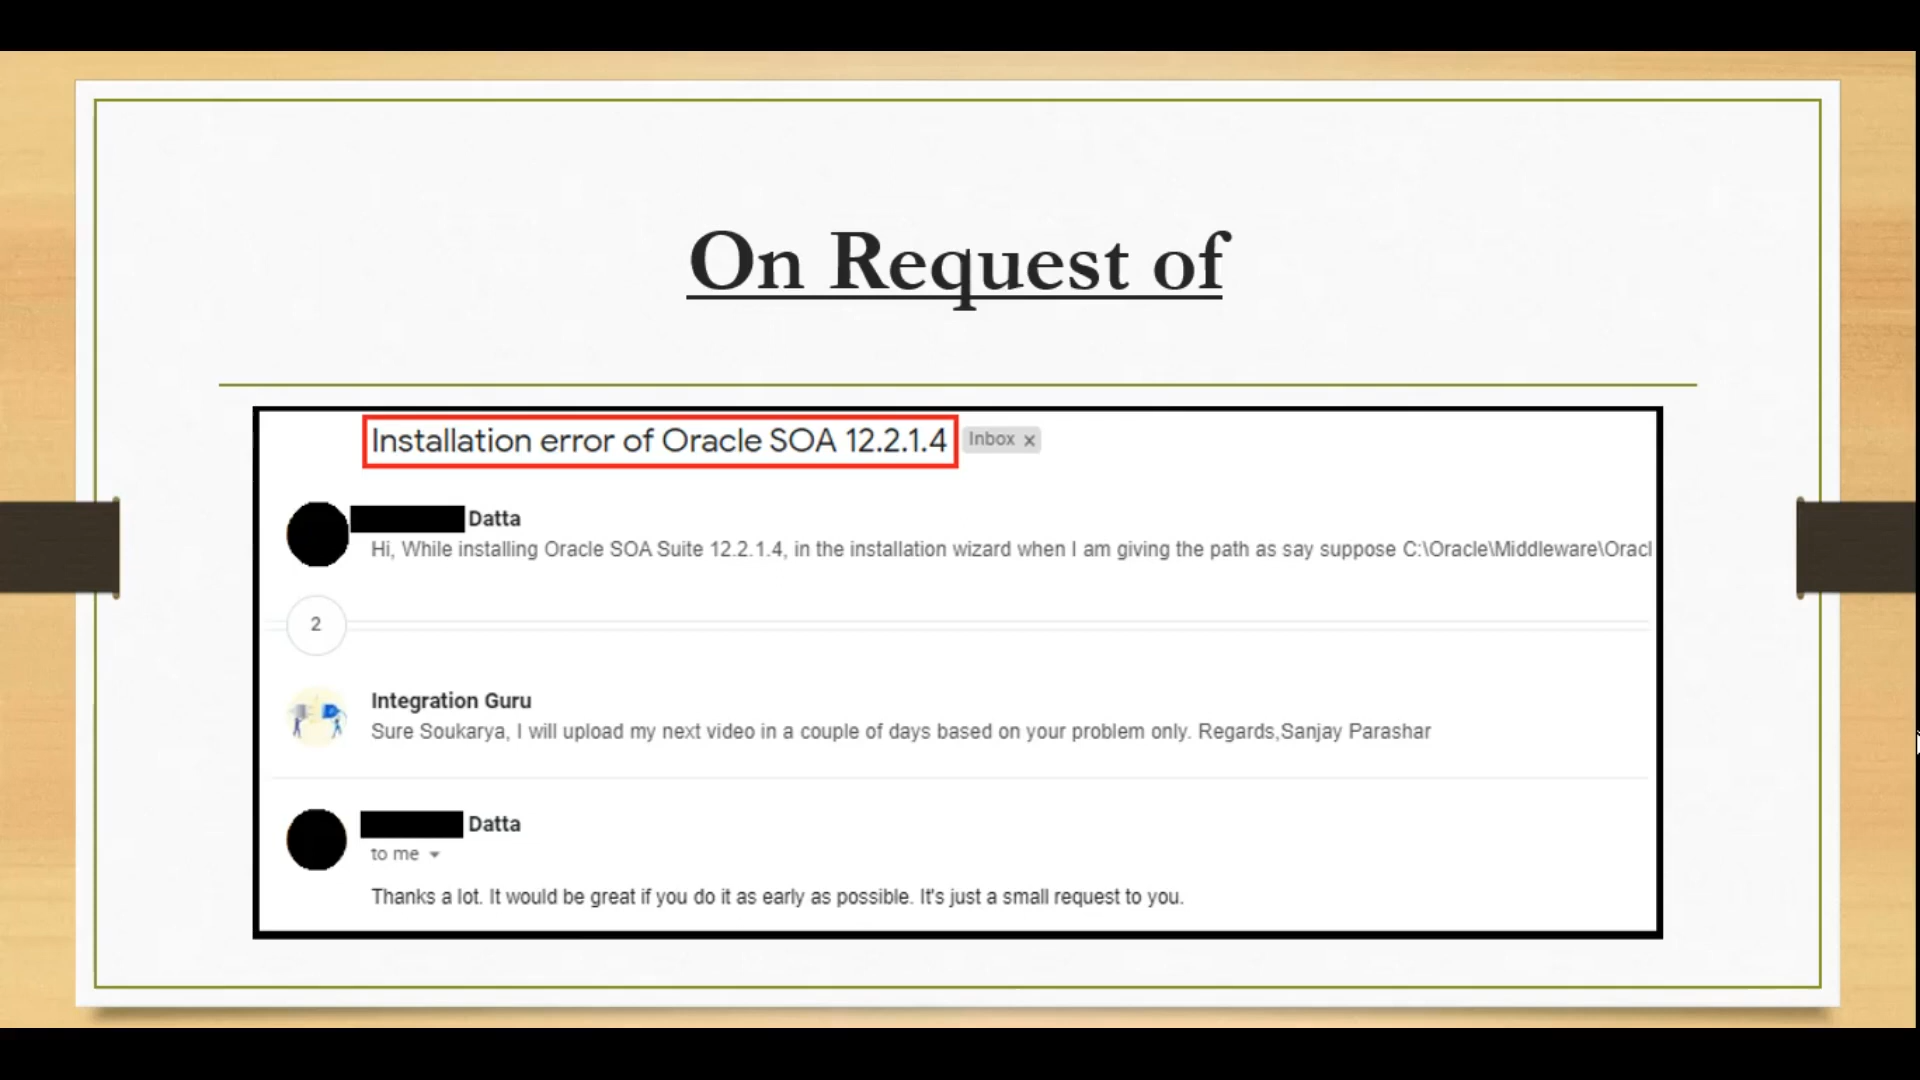 On Request of
Installation error of Oracle SOA 12.2.1.4 Inbox x
Datta
Hi, While installing Oracle SOA Suite 12.2.1.4, in the installation wizard when I am giving the path as say suppose C:\Oracle\Middleware\Oracl
2
Integration Guru
Sure Soukarya, I will upload my next video in a couple of days based on your problem only. Regards,Sanjay Parashar
Datta
to me
Thanks a lot. It would be great if you do it as early as possible. It's just a small request to you.